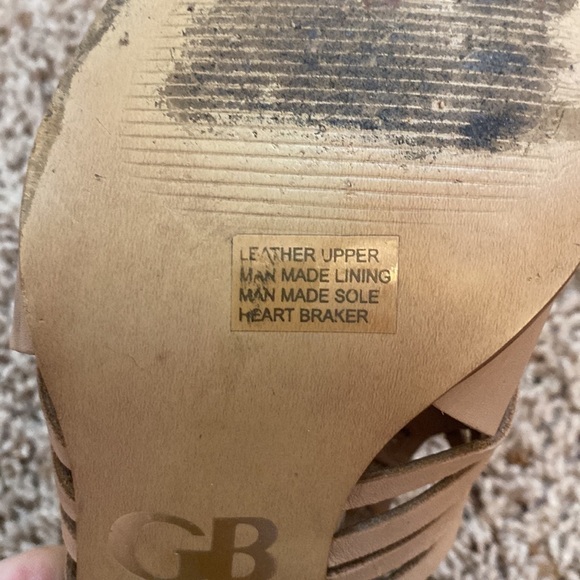 LEATHER UPPER
MAN MADE LINING
MAN MADE SOLE
HEART BRAKER
GB